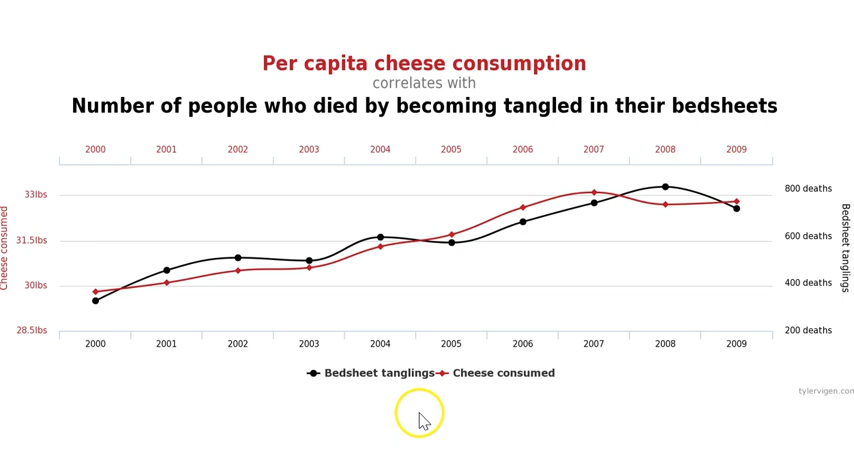 Per capita cheese consumption
correlates with
Number of people who died by becoming tangled in their bedsheets
2000 2001 2002 2003 2004 2005 2006 2007 2008 2009
33lbs 800 deaths
31.5lbs 600 deaths
30lbs 400 deaths
28.5lbs 200 deaths
Cheese consumed
Bedsheet tanglings
2000 2001 2002 2003 2004 2005 2006 2007 2008 2009
Bedsheet tanglings Cheese consumed
tylervigen.com